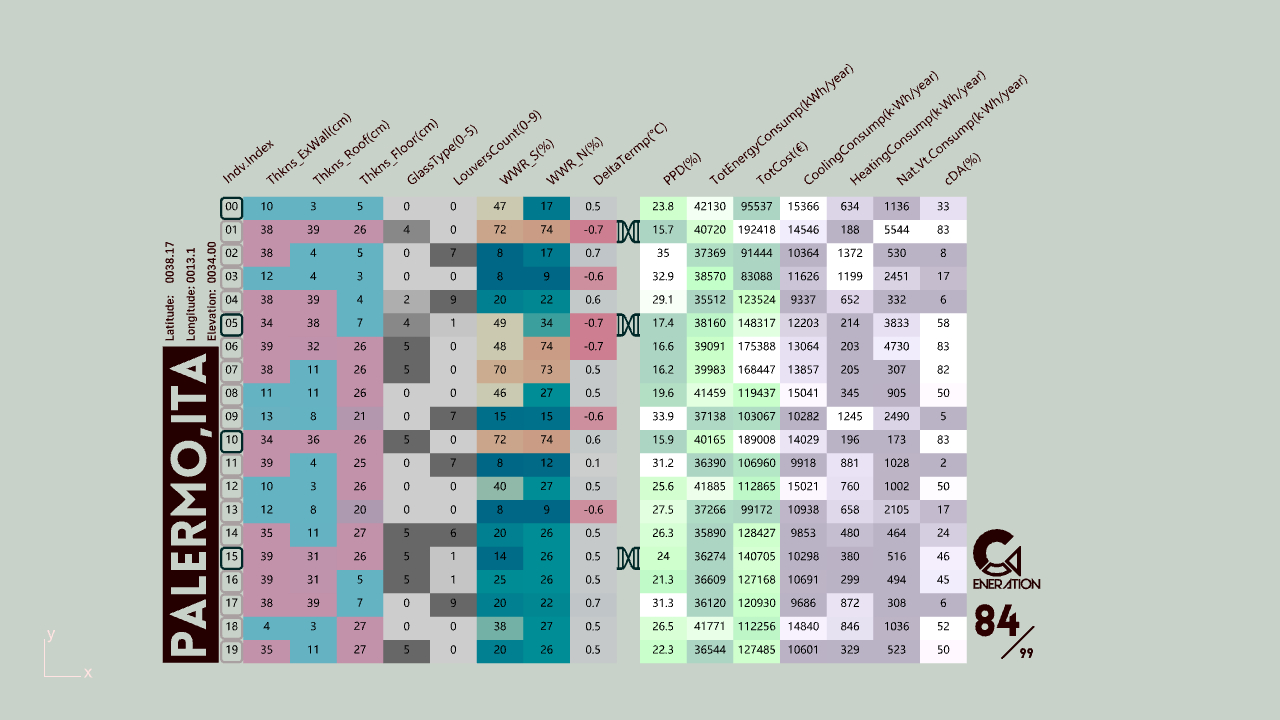 Indv.Index Thkns_ExWall(cm) Thkns_Roof(cm) Thkns_Floor(cm) GlassType(0-5) LouversCount(0-9) WWR_S(%) WWR_N(%) DeltaTermp(°C) PPD(%) TotEnergyConsump(kWh/year) TotCost(€) CoolingConsump(k·Wh/year) HeatingConsump(k·Wh/year) Nat.Vt.Consump(k·Wh/year) cDA(%)
00 10 3 5 0 0 47 17 0.5 23.8 42130 95537 15366 634 1136 33
01 38 39 26 4 0 72 74 -0.7 15.7 40720 192418 14546 188 5544 83
02 38 4 5 0 7 8 17 0.7 35 37369 91444 10364 1372 530 8
03 12 4 3 0 0 8 9 -0.6 32.9 38570 83088 11626 1199 2451 17
04 38 39 4 2 9 20 22 0.6 29.1 35512 123524 9337 652 332 6
05 34 38 7 4 1 49 34 -0.7 17.4 38160 148317 12203 214 3833 58
06 39 32 26 5 0 48 74 -0.7 16.6 39091 175388 13064 203 4730 83
07 38 11 26 5 0 70 73 0.5 16.2 39983 168447 13857 205 307 82
08 11 11 26 0 0 46 27 0.5 19.6 41459 119437 15041 345 905 50
09 13 8 21 0 7 15 15 -0.6 33.9 37138 103067 10282 1245 2490 5
10 34 36 26 5 0 72 74 0.6 15.9 40165 189008 14029 196 173 83
11 39 4 25 0 7 8 12 0.1 31.2 36390 106960 9918 881 1028 2
12 10 3 26 0 0 40 27 0.5 25.6 41885 112865 15021 760 1002 50
13 12 8 20 0 0 8 9 -0.6 27.5 37266 99172 10938 658 2105 17
14 35 11 27 5 6 20 26 0.5 26.3 35890 128427 9853 480 464 24
15 39 31 26 5 1 14 26 0.5 24 36274 140705 10298 380 516 46
16 39 31 5 5 1 25 26 0.5 21.3 36609 127168 10691 299 494 45
17 38 39 7 0 9 20 22 0.7 31.3 36120 120930 9686 872 308 6
18 4 3 27 0 0 38 27 0.5 26.5 41771 112256 14840 846 1036 52
19 35 11 27 5 0 20 26 0.5 22.3 36544 127485 10601 329 523 50
Latitude: 0038.17
Longitude: 0013.1
Elevation: 0034.00
PALERMO,ITA
ENERATION
84/99
y
x